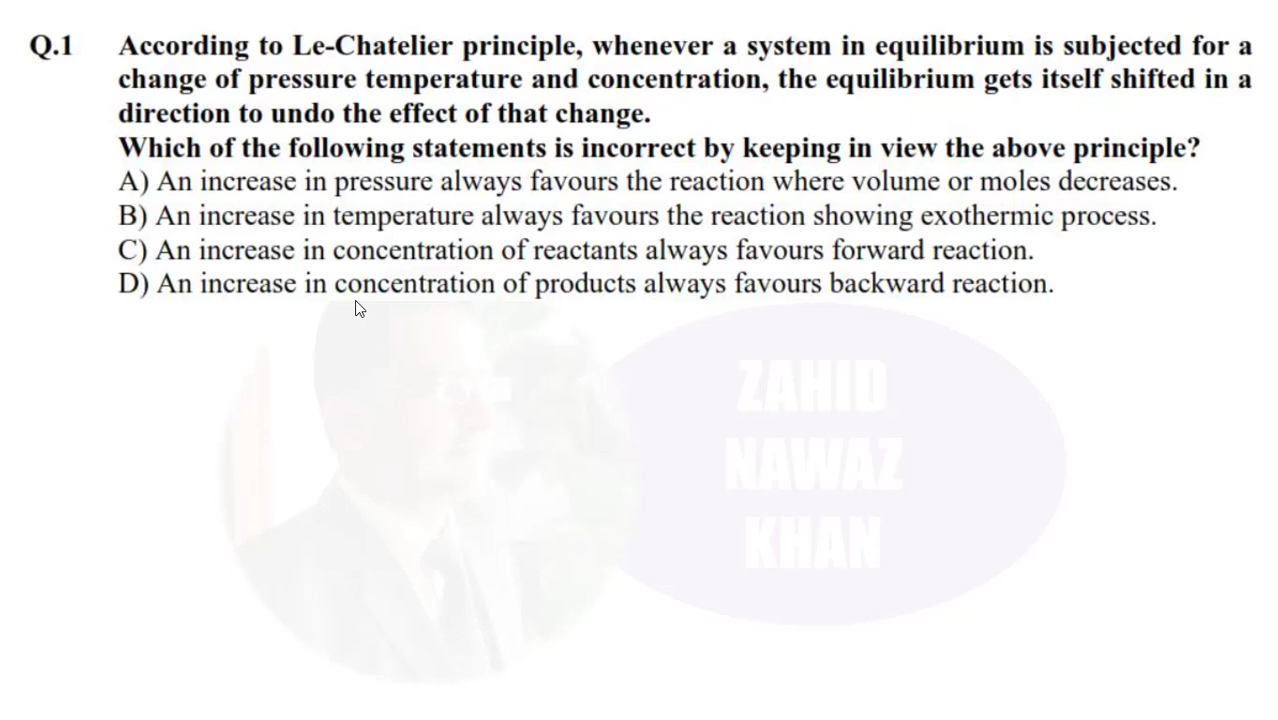 Q.1 According to Le-Chatelier principle, whenever a system in equilibrium is subjected for a
change of pressure temperature and concentration, the equilibrium gets itself shifted in a
direction to undo the effect of that change.
Which of the following statements is incorrect by keeping in view the above principle?
A) An increase in pressure always favours the reaction where volume or moles decreases.
B) An increase in temperature always favours the reaction showing exothermic process.
C) An increase in concentration of reactants always favours forward reaction.
D) An increase in concentration of products always favours backward reaction.
ZAHID
NAWAZ
KHAN